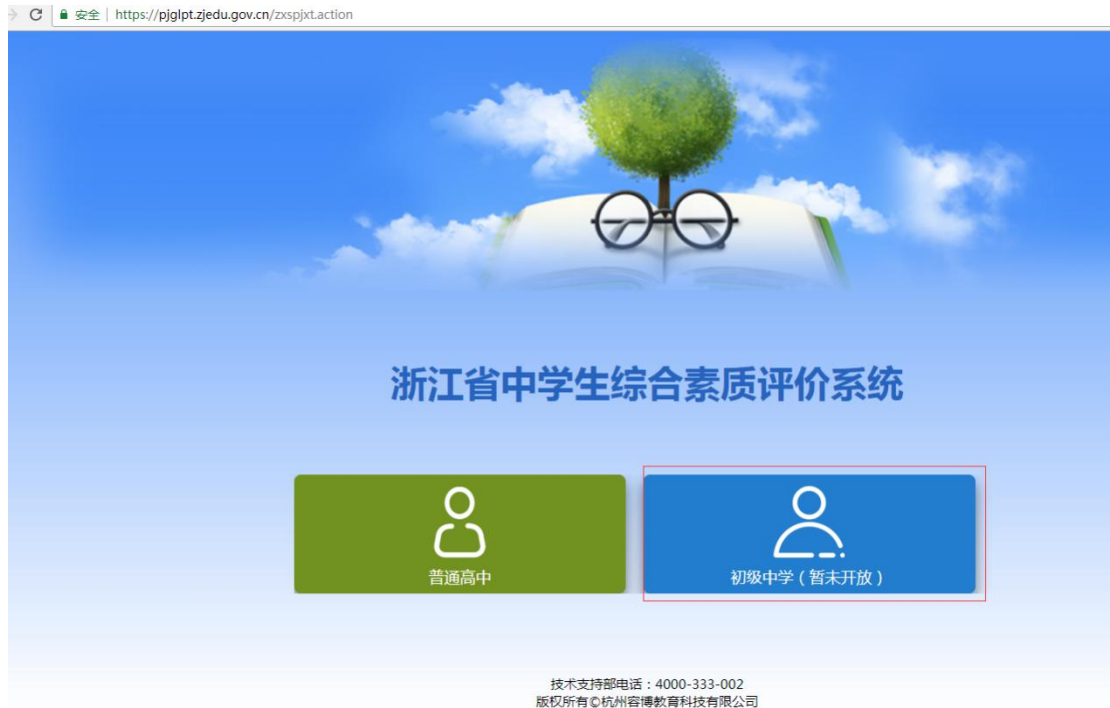 安全 | https://pjglpt.zjedu.gov.cn/zxspjxt.action
浙江省中学生综合素质评价系统
普通高中
初级中学（暂未开放）
技术支持部电话：4000-333-002
版权所有©杭州容博教育科技有限公司